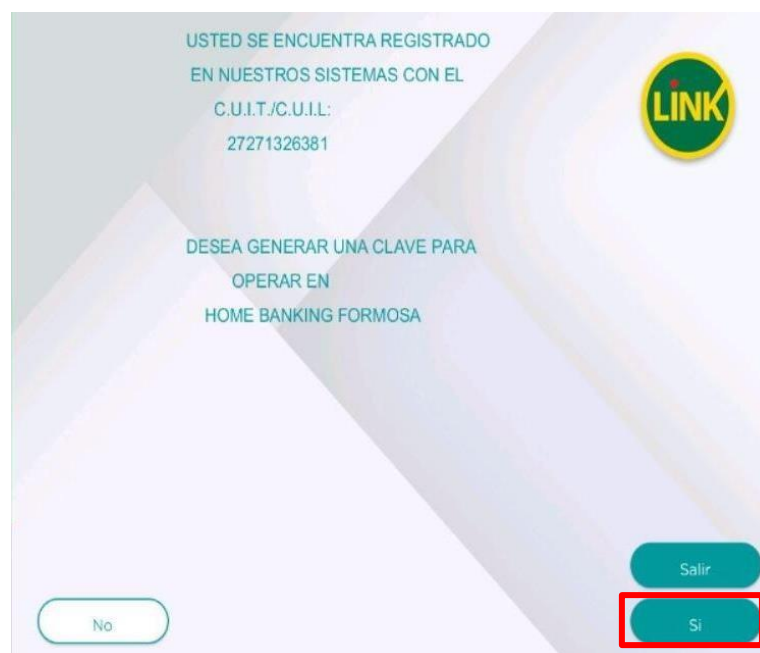 USTED SE ENCUENTRA REGISTRADO
EN NUESTROS SISTEMAS CON EL
C.U.I.T./C.U.I.L:
27271326381
LINK
DESEA GENERAR UNA CLAVE PARA
OPERAR EN
HOME BANKING FORMOSA
Salir
No
Si